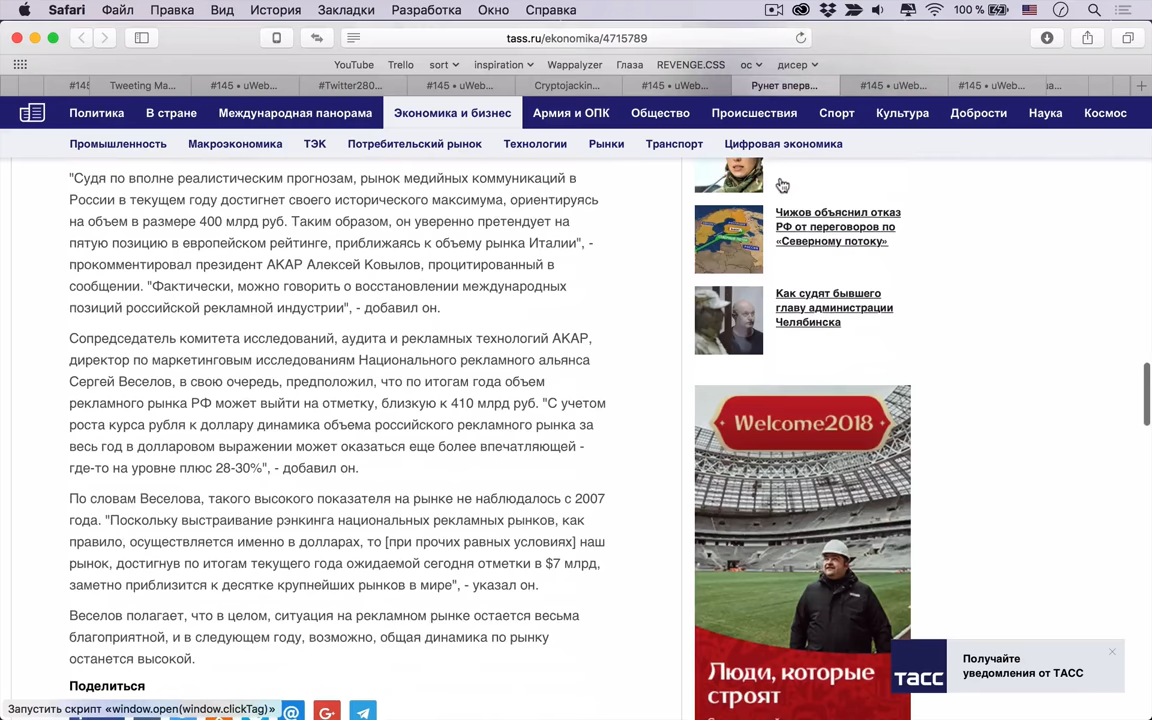 Safari Файл Правка Вид История Закладки Разработка Окно Справка 100 %
tass.ru/ekonomika/4715789
YouTube Trello sort inspiration Wappalyzer Глаза REVENGE.CSS ос дисер
#145 Tweeting Ma... #145 - uWeb... #Twitter280... #145 - uWeb... Cryptojackin... #145 - uWeb... Рунет вперв... #145 - uWeb... #145 - uWeb...
Политика В стране Международная панорама Экономика и бизнес Армия и ОПК Общество Происшествия Спорт Культура Добрости Наука Космос
Промышленность Макроэкономика ТЭК Потребительский рынок Технологии Рынки Транспорт Цифровая экономика
"Судя по вполне реалистическим прогнозам, рынок медийных коммуникаций в
России в текущем году достигнет своего исторического максимума, ориентируясь
на объем в размере 400 млрд руб. Таким образом, он уверенно претендует на
пятую позицию в европейском рейтинге, приближаясь к объему рынка Италии", -
прокомментировал президент АКАР Алексей Ковылов, процитированный в
сообщении. "Фактически, можно говорить о восстановлении международных
позиций российской рекламной индустрии", - добавил он.
Сопредседатель комитета исследований, аудита и рекламных технологий АКАР,
директор по маркетинговым исследованиям Национального рекламного альянса
Сергей Веселов, в свою очередь, предположил, что по итогам года объем
рекламного рынка РФ может выйти на отметку, близкую к 410 млрд руб. "С учетом
роста курса рубля к доллару динамика объема российского рекламного рынка за
весь год в долларовом выражении может оказаться еще более впечатляющей -
где-то на уровне плюс 28-30%", - добавил он.
По словам Веселова, такого высокого показателя на рынке не наблюдалось с 2007
года. "Поскольку выстраивание рэнкинга национальных рекламных рынков, как
правило, осуществляется именно в долларах, то [при прочих равных условиях] наш
рынок, достигнув по итогам текущего года ожидаемой сегодня отметки в $7 млрд,
заметно приблизится к десятке крупнейших рынков в мире", - указал он.
Веселов полагает, что в целом, ситуация на рекламном рынке остается весьма
благоприятной, и в следующем году, возможно, общая динамика по рынку
останется высокой.
Поделиться
Запустить скрипт «window.open(window.clickTag)»
Чижов объяснил отказ
РФ от переговоров по
«Северному потоку»
Как судят бывшего
главу администрации
Челябинска
Welcome2018
Люди, которые
строят
ТАСС
Получайте
уведомления от ТАСС